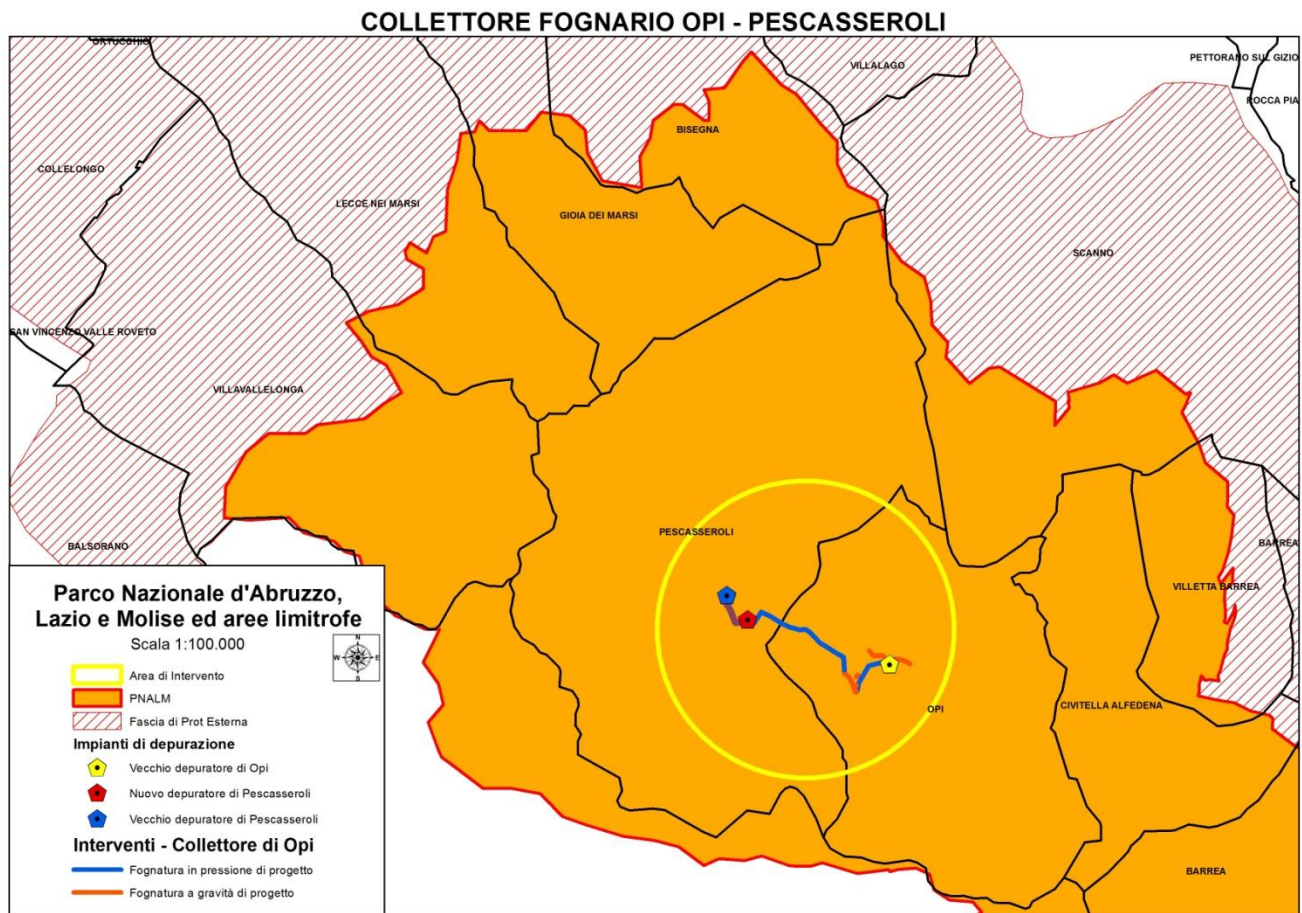 COLLETTORE FOGNARIO OPI - PESCASSEROLI
ORTUCCHIO
VILLALAGO
PETTORANO SUL GIZIO
ROCCA PIA
BISEGNA
COLLELONGO
LECCE NEI MARSI
GIOIA DEI MARSI
SCANNO
SAN VINCENZO VALLE ROVETO
VILLAVALLELONGA
PESCASSEROLI
BALSORANO
BARREA
VILLETTA BARREA
OPI
CIVITELLA ALFEDENA
BARREA
Parco Nazionale d'Abruzzo,
Lazio e Molise ed aree limitrofe
Scala 1:100.000
N
W
E
S
Area di Intervento
PNALM
Fascia di Prot Esterna
Impianti di depurazione
Vecchio depuratore di Opi
Nuovo depuratore di Pescasseroli
Vecchio depuratore di Pescasseroli
Interventi - Collettore di Opi
Fognatura in pressione di progetto
Fognatura a gravità di progetto